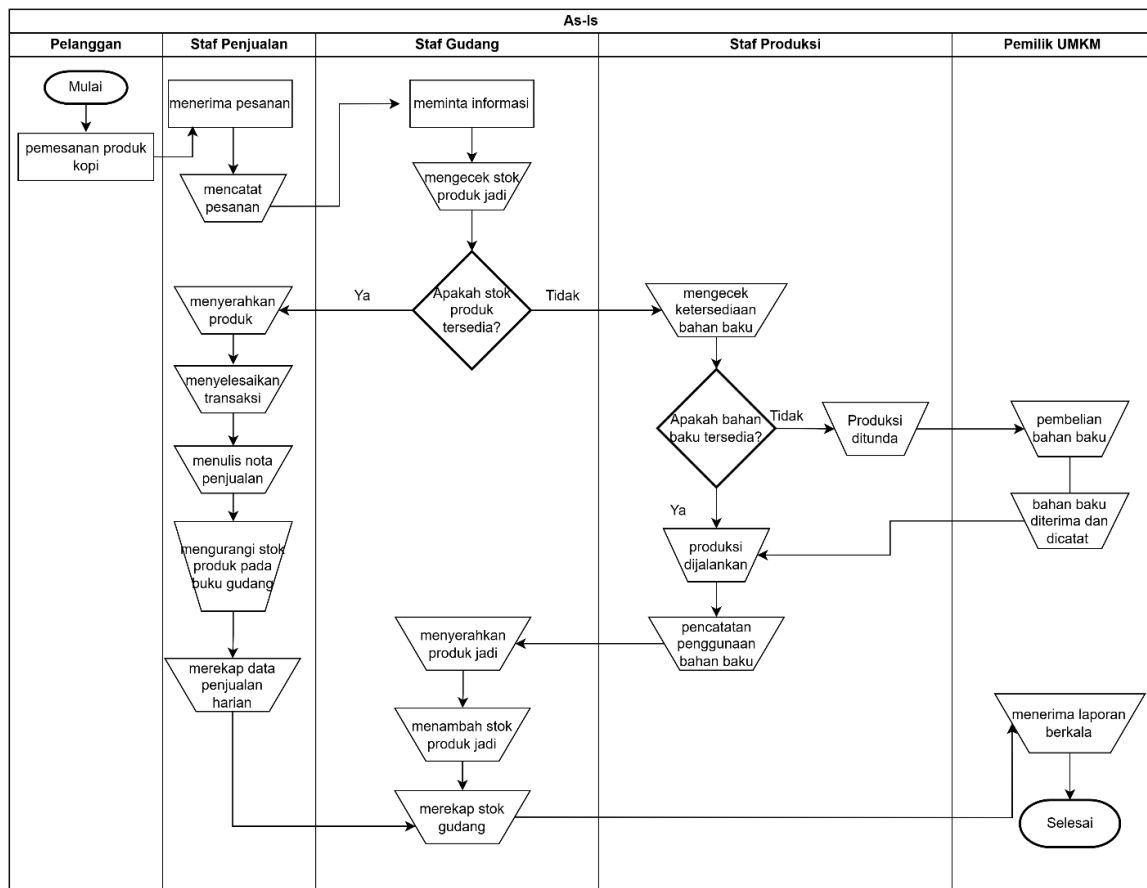 As-Is
Pelanggan
Staf Penjualan
Staf Gudang
Staf Produksi
Pemilik UMKM
Mulai
pemesanan produk
kopi
menerima pesanan
mencatat
pesanan
meminta informasi
mengecek stok
produk jadi
Apakah stok
produk
tersedia?
Ya
Tidak
menyerahkan
produk
menyelesaikan
transaksi
menulis nota
penjualan
mengurangi stok
produk pada
buku gudang
merekap data
penjualan
harian
mengecek
ketersediaan
bahan baku
Apakah bahan
baku tersedia?
Tidak
Ya
Produksi
ditunda
pembelian
bahan baku
bahan baku
diterima dan
dicatat
produksi
dijalankan
pencatatan
penggunaan
bahan baku
menyerahkan
produk jadi
menambah stok
produk jadi
merekap stok
gudang
menerima laporan
berkala
Selesai